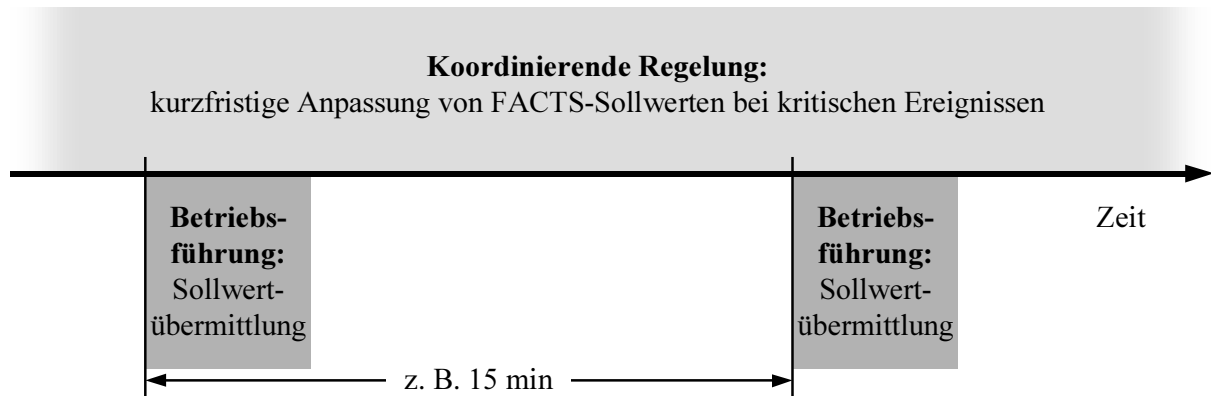 Koordinierende Regelung:
kurzfristige Anpassung von FACTS-Sollwerten bei kritischen Ereignissen
Betriebs-
führung:
Sollwert-
übermittlung
Betriebs-
führung:
Sollwert-
übermittlung
Zeit
z. B. 15 min